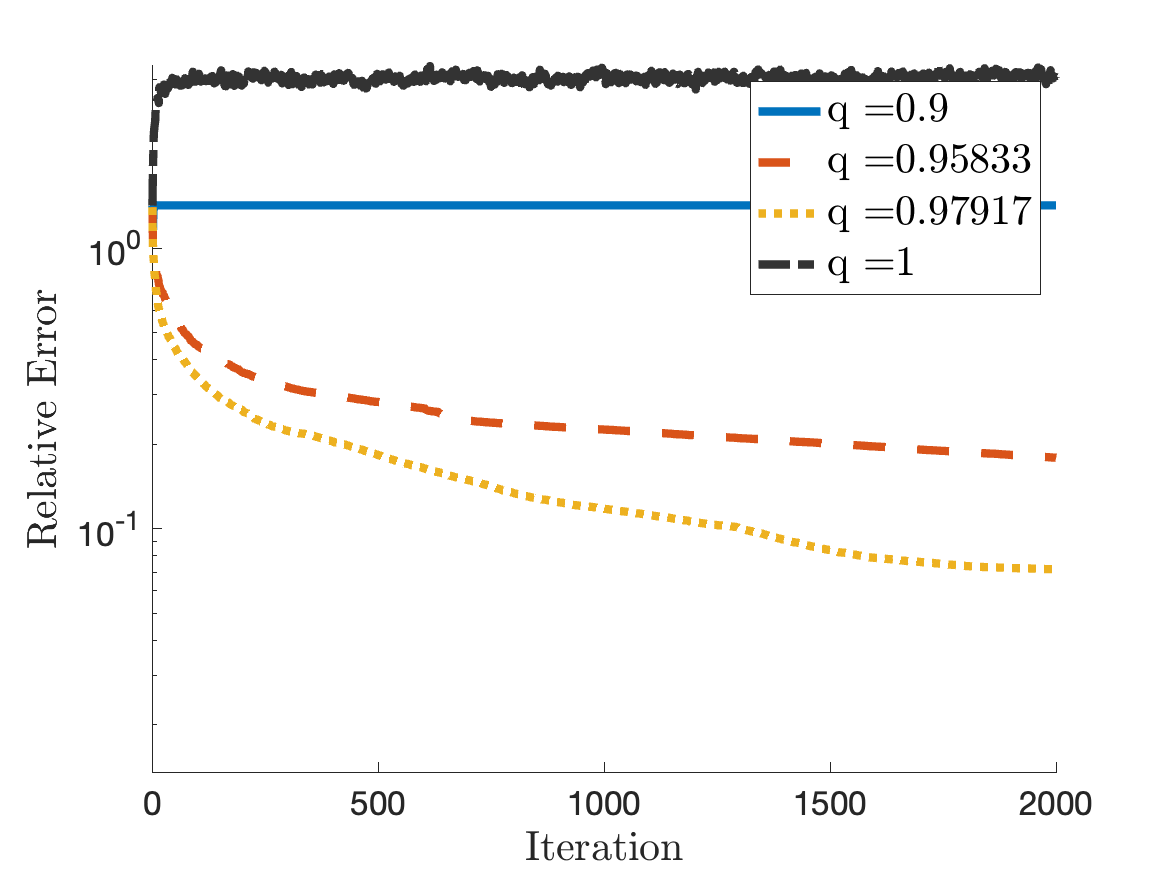 q =0.9
q =0.95833
q =0.97917
q =1
10^0
10^-1
Relative Error
0 500 1000 1500 2000
Iteration